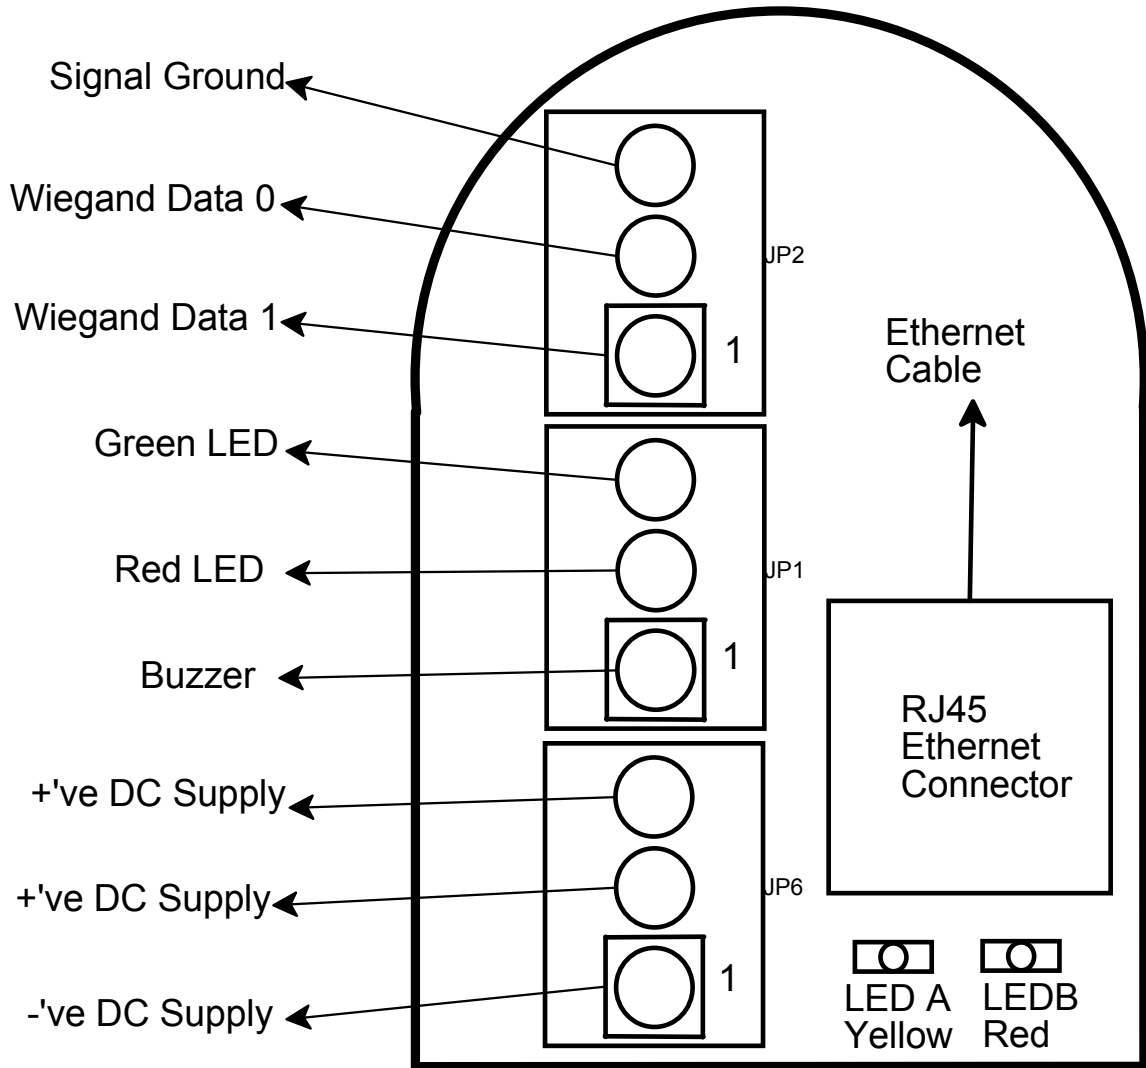 Signal Ground
Wiegand Data 0
JP2
Wiegand Data 1
1
Ethernet
Cable
Green LED
Red LED
JP1
Buzzer
1
RJ45
Ethernet
Connector
+'ve DC Supply
+'ve DC Supply
JP6
1
-'ve DC Supply
LED A
Yellow
LEDB
Red